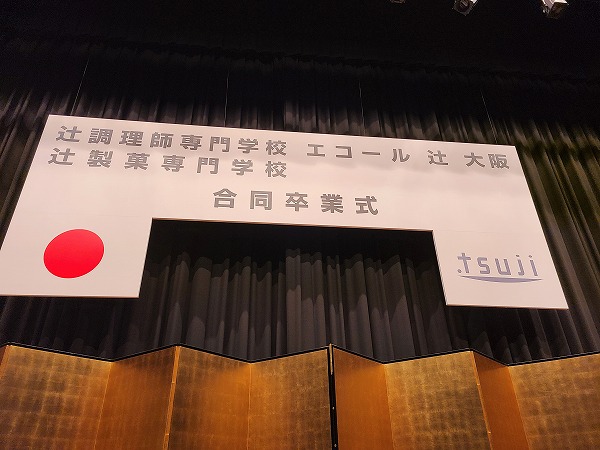 辻調理師専門学校 エコール 辻 大阪
辻製菓専門学校
合同卒業式
.tsuji